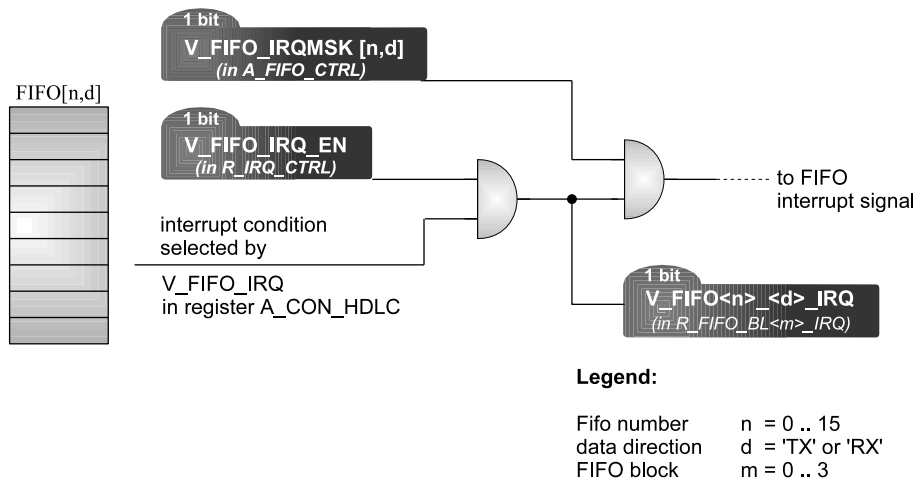 1 bit
V_FIFO_IRQMSK [n,d]
(in A_FIFO_CTRL)
FIFO[n,d]
1 bit
V_FIFO_IRQ_EN
(in R_IRQ_CTRL)
to FIFO
interrupt signal
interrupt condition
selected by
V_FIFO_IRQ
in register A_CON_HDLC
1 bit
V_FIFO<n>_<d>_IRQ
(in R_FIFO_BL<m>_IRQ)
Legend:
Fifo number n = 0 .. 15
data direction d = 'TX' or 'RX'
FIFO block m = 0 .. 3